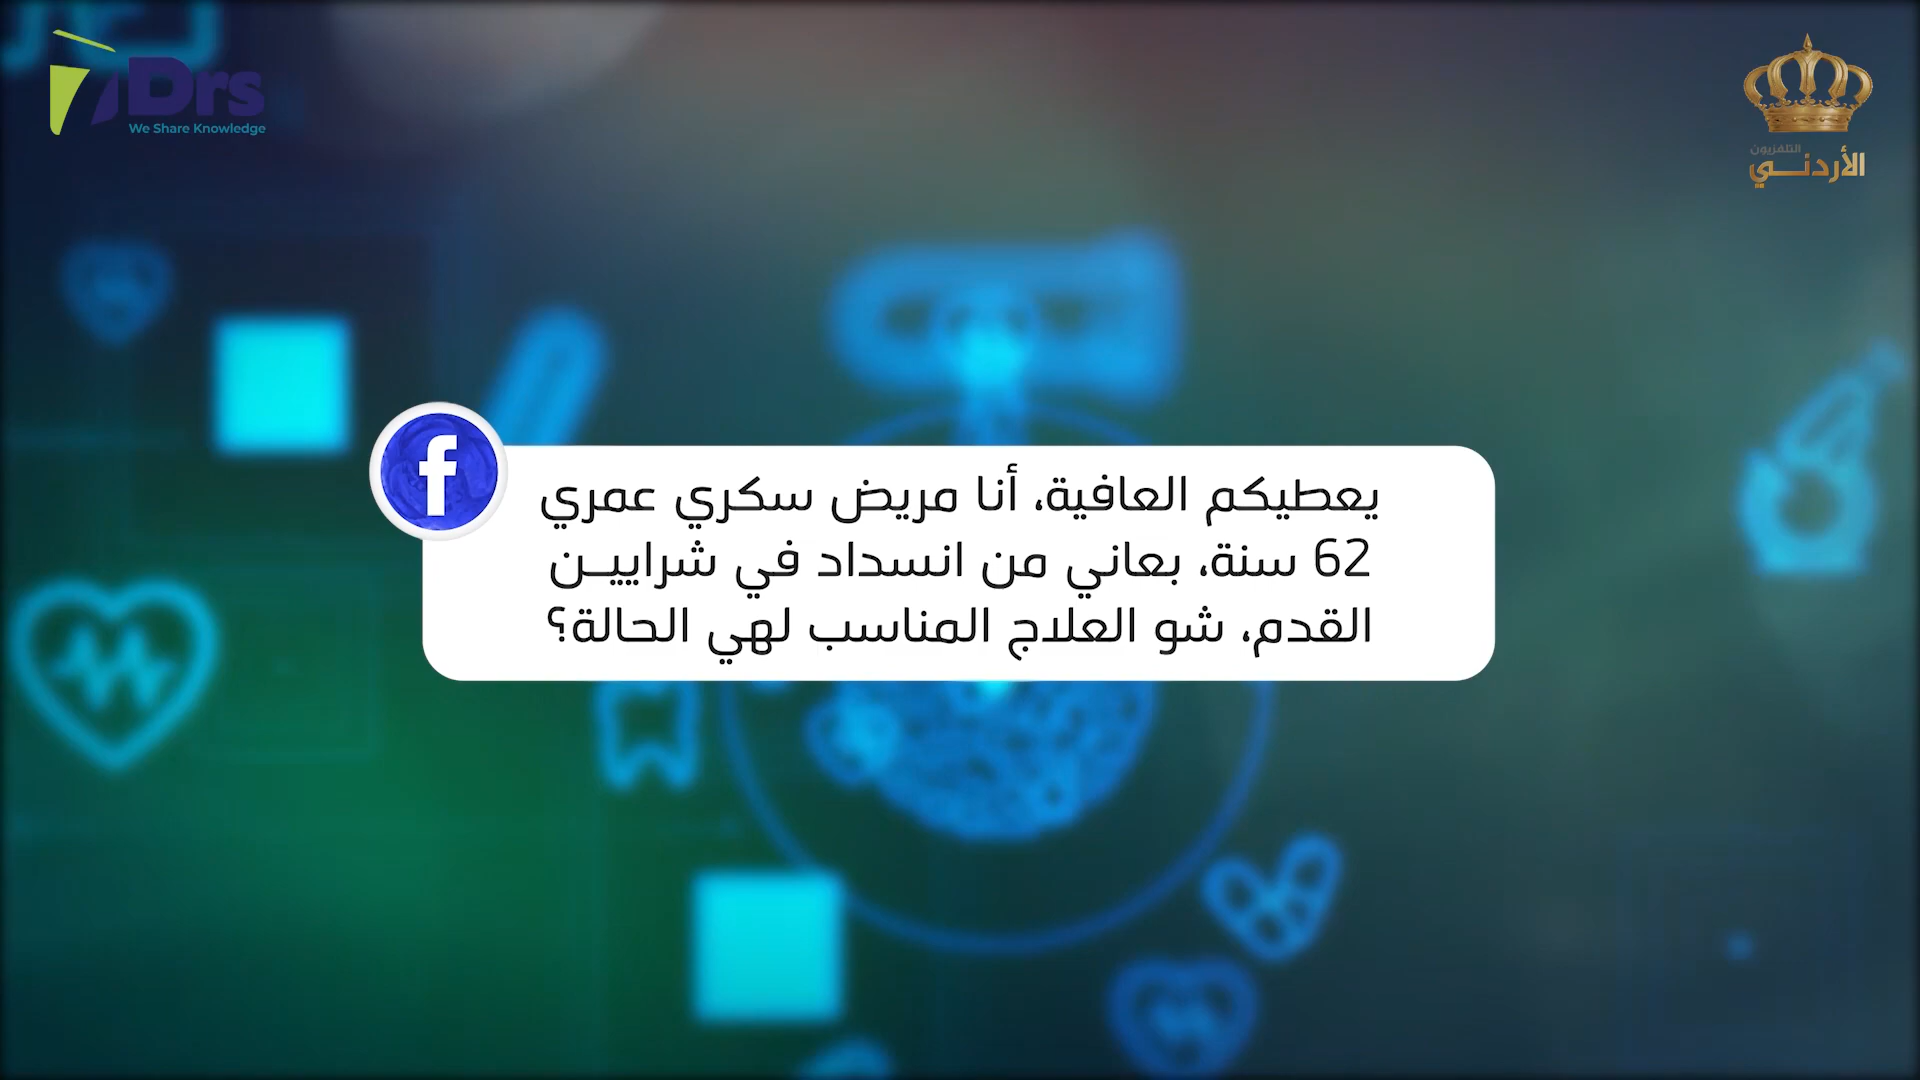 Drs
We Share Knowledge
التلفزيون
الأردني
يعطيكم العافية، أنا مريض سكري عمري
62 سنة، بعاني من انسداد في شرايين
القدم، شو العلاج المناسب لهي الحالة؟